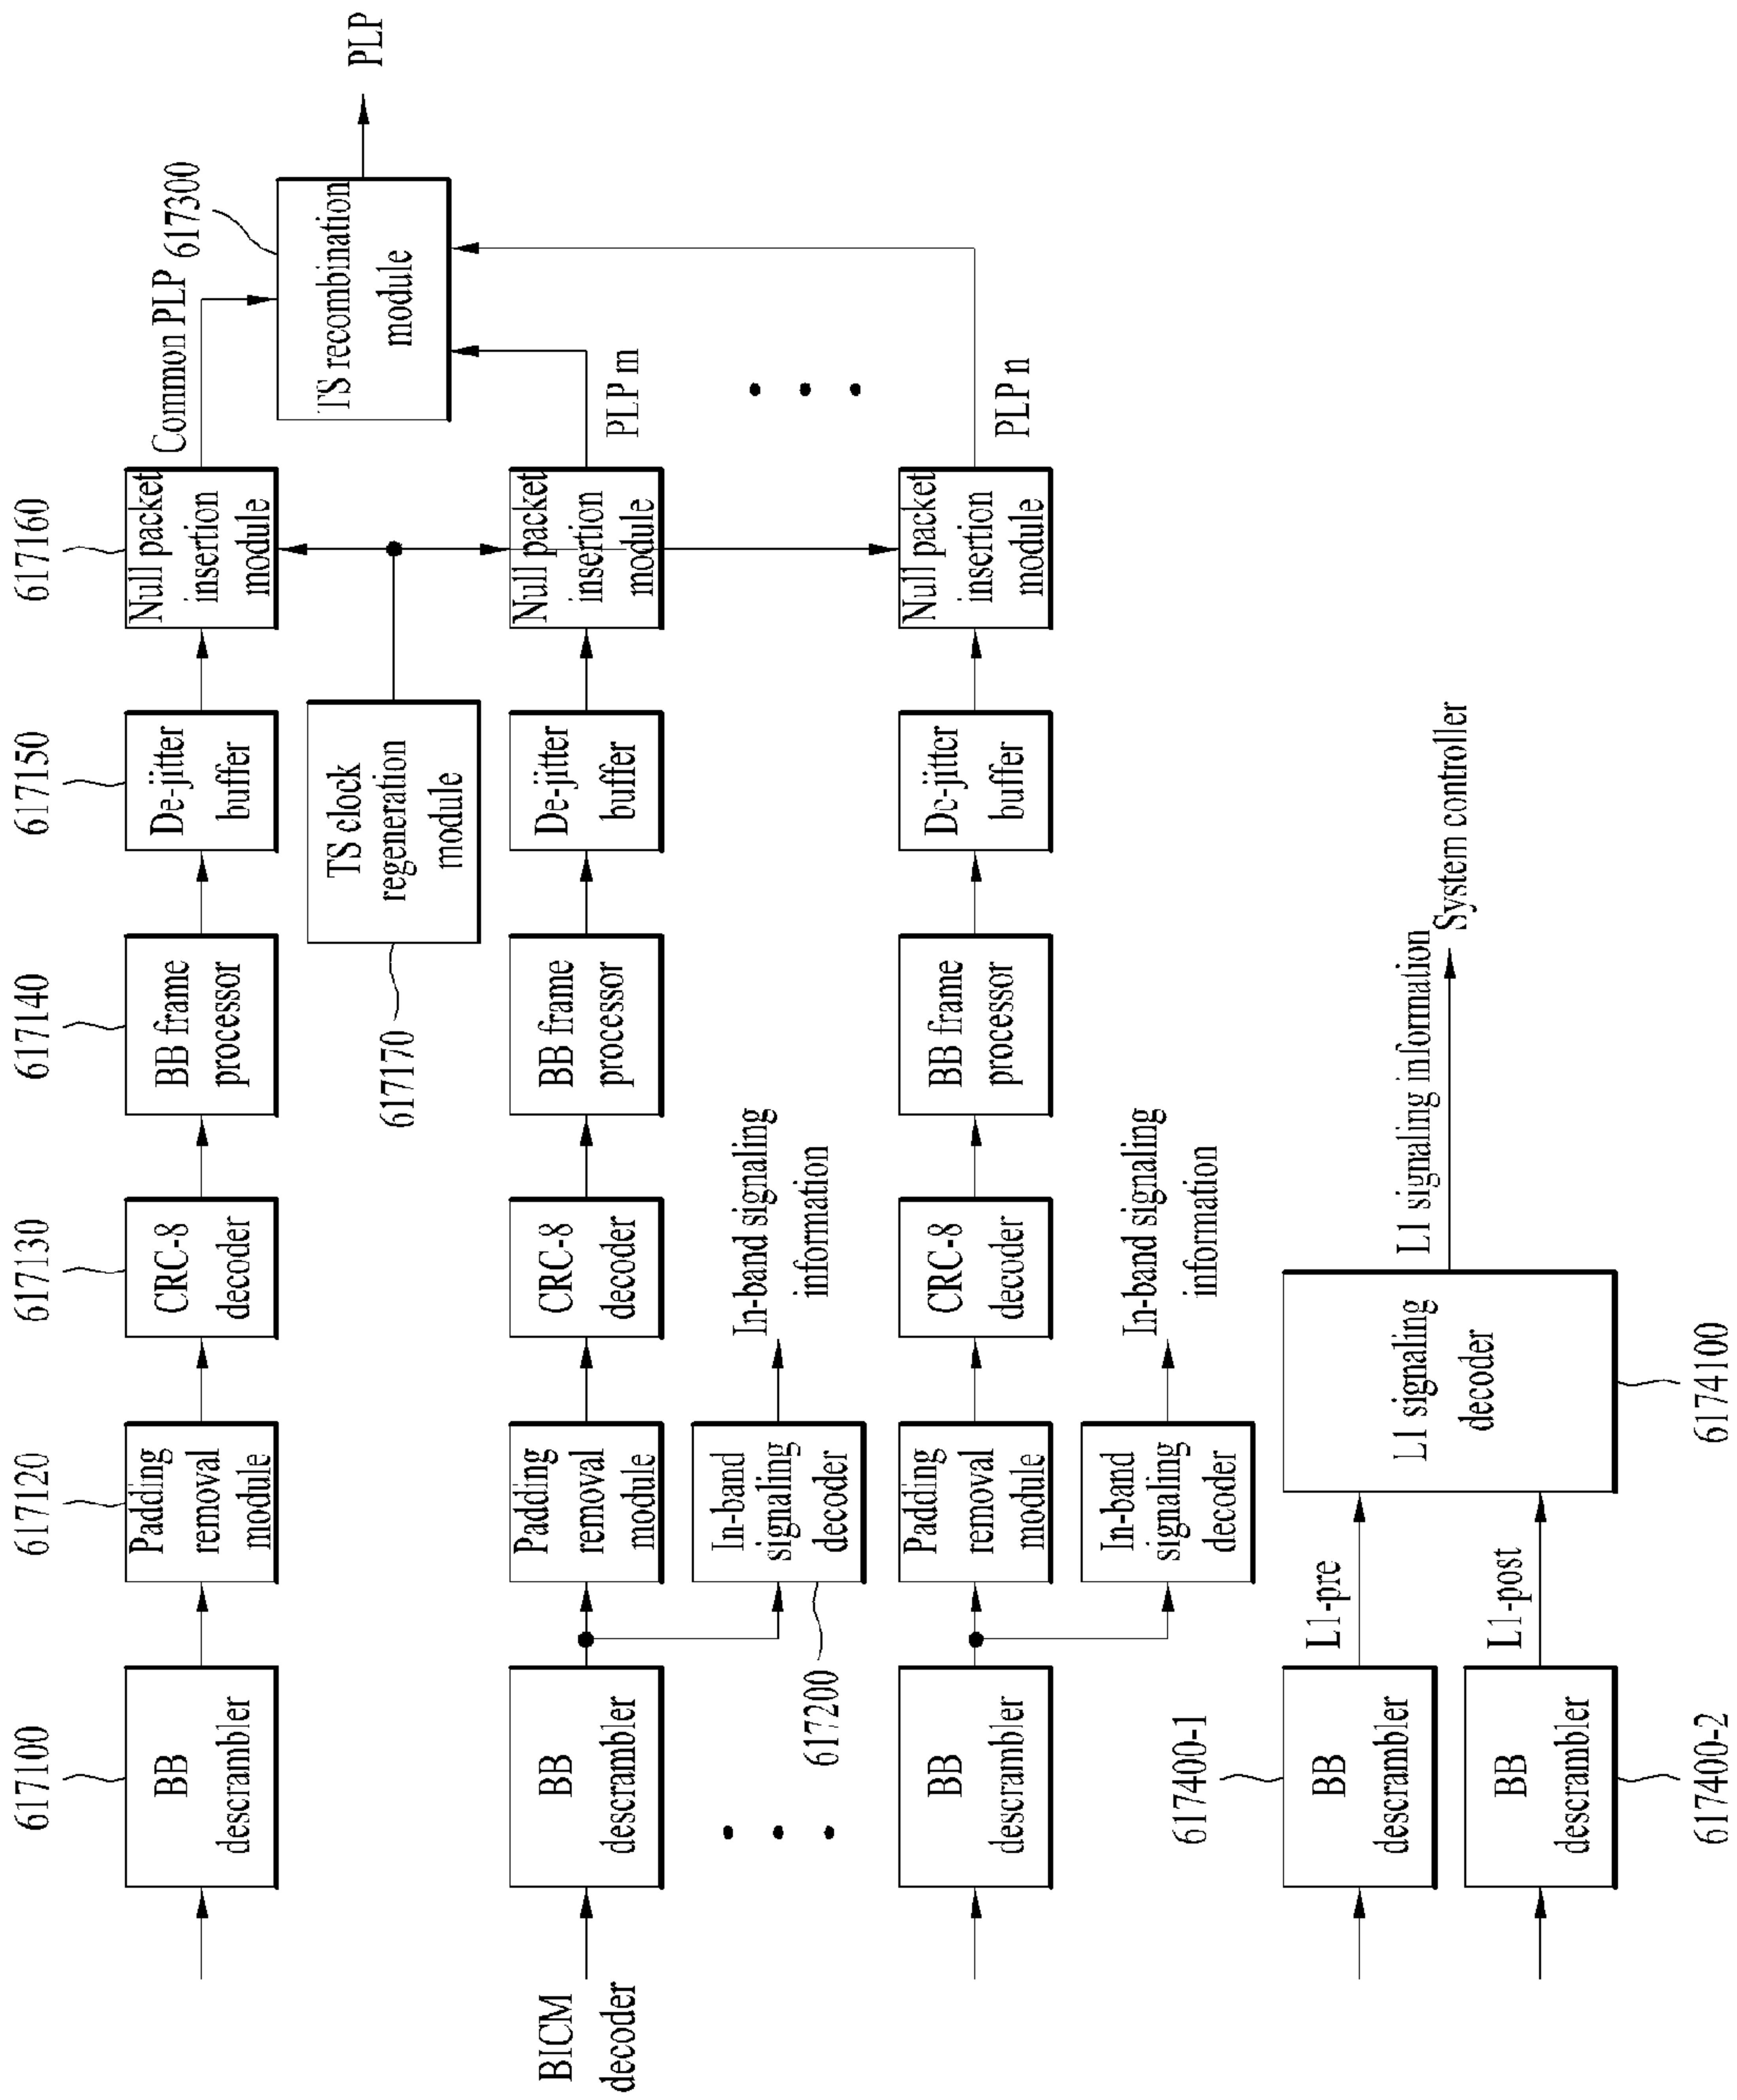 617100
617120
617130
617140
617150
617160
BB
descrambler
Padding
removal
module
CRC-8
decoder
BB frame
processor
De-jitter
buffer
Null packet
insertion
module
Common PLP
617300
TS recombination
module
PLP
TS clock
regeneration
module
617170
BICM
decoder
BB
descrambler
Padding
removal
module
CRC-8
decoder
BB frame
processor
De-jitter
buffer
Null packet
insertion
module
PLP m
In-band
signaling
decoder
In-band signaling
information
617200
BB
descrambler
Padding
removal
module
CRC-8
decoder
BB frame
processor
De-jitter
buffer
Null packet
insertion
module
PLP n
In-band
signaling
decoder
In-band signaling
information
617400-1
BB
descrambler
L1-pre
BB
descrambler
L1-post
617400-2
L1 signaling
decoder
6174100
L1 signaling information
System controller